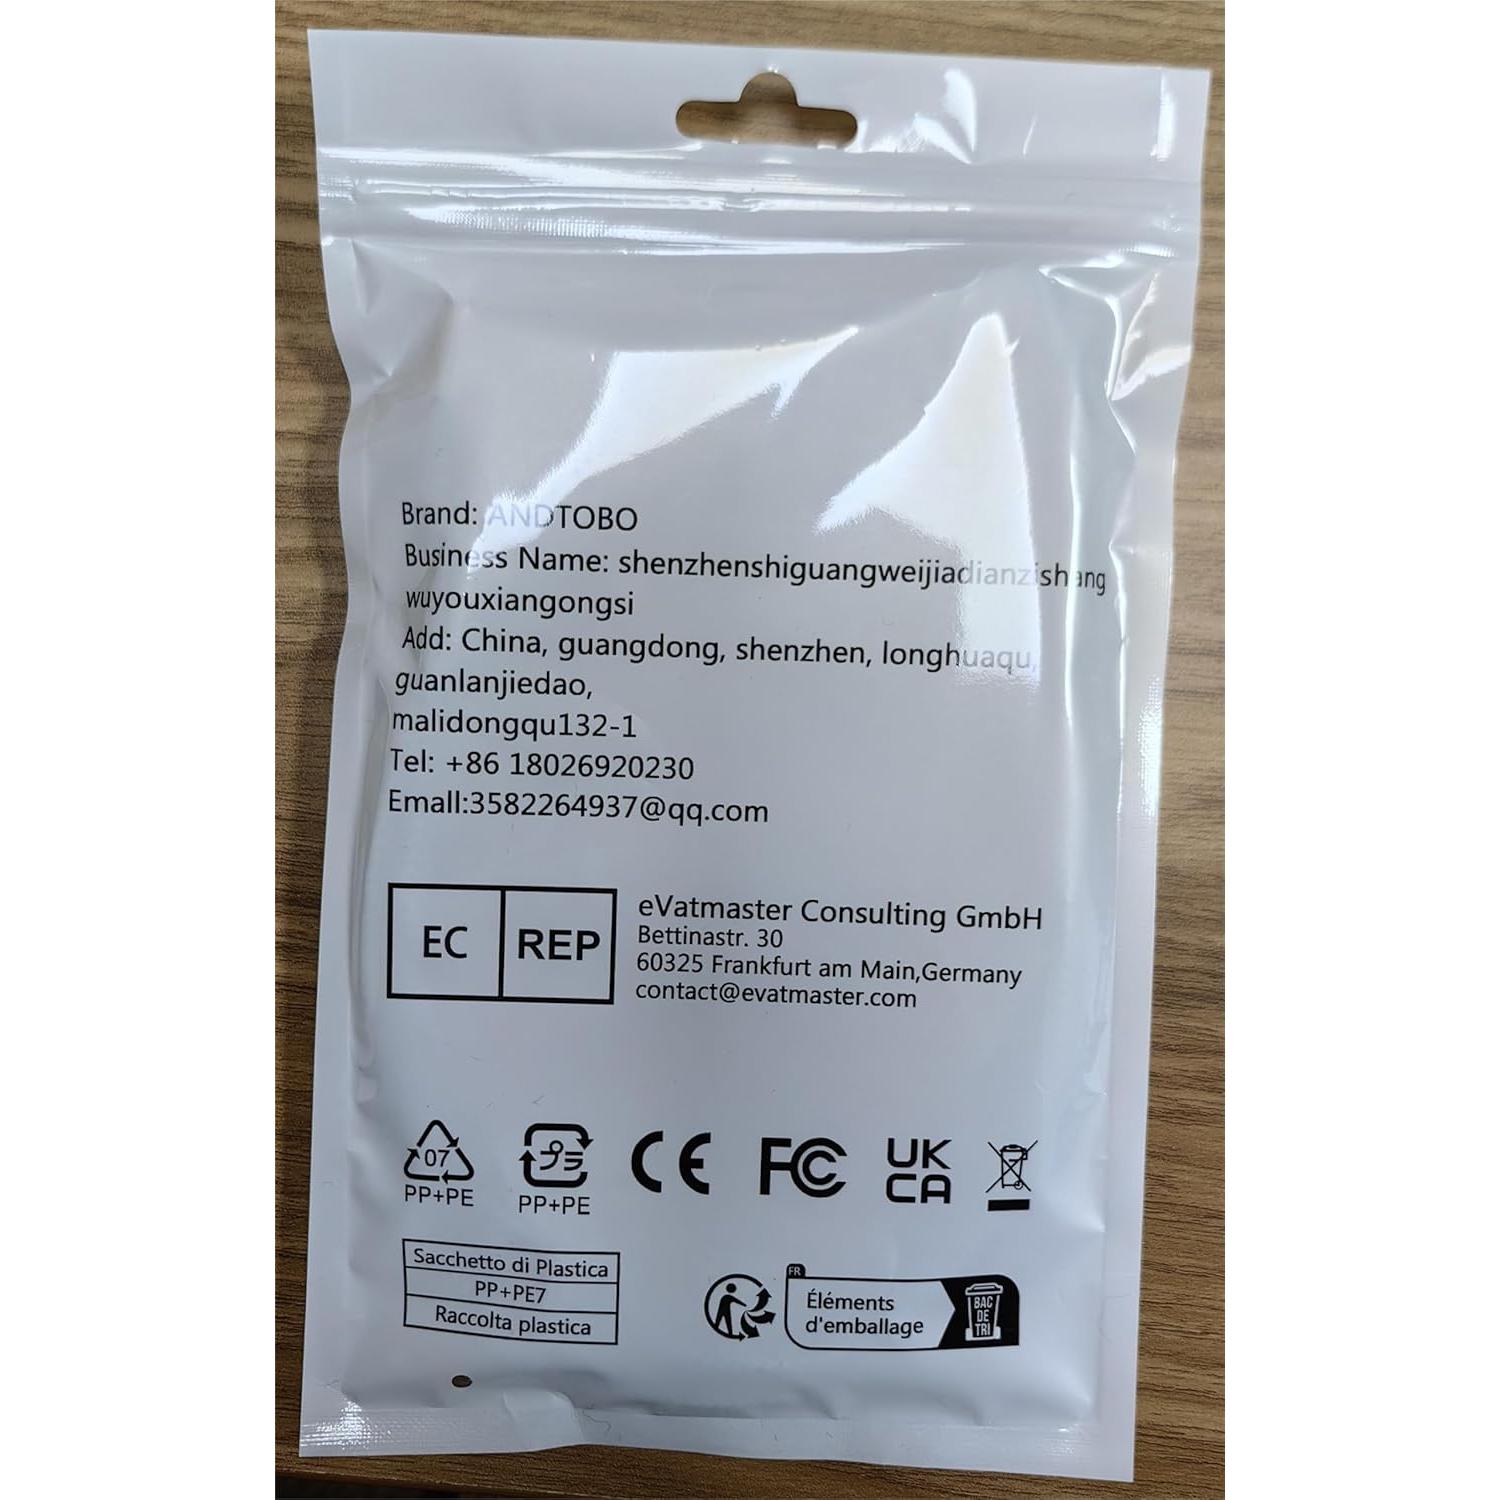 Brand: ANDTOBO
Business Name: shenzhenshiguangweijiadianzishang
wuyouxiangongsi
Add: China, guangdong, shenzhen, longhuaqu,
guanlanjiedao,
malidongqu132-1
Tel: +86 18026920230
Emall:3582264937@qq.com
EC REP
eVatmaster Consulting GmbH
Bettinastr. 30
60325 Frankfurt am Main,Germany
contact@evatmaster.com
07
PP+PE
PP+PE
CE
FC
UK
CA
Sacchetto di Plastica
PP+PE7
Raccolta plastica
FR
Éléments
d'emballage
BAC
DE
TRI